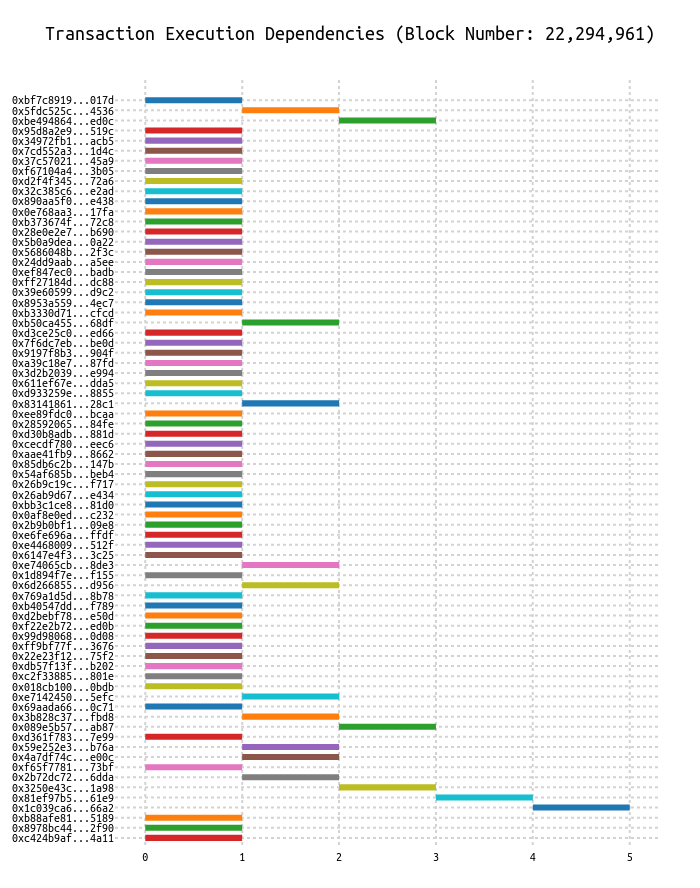 Transaction Execution Dependencies (Block Number: 22,294,961)
0xbf7c8919...017d
0x5fdc525c...4536
0xbe494864...ed0c
0x95d8a2e9...519c
0x34972fb1...acb5
0x7cd552a3...1d4c
0x37c57021...45a9
0xf67104a4...3b05
0xd2f4f345...72a6
0x32c385c6...e2ad
0x890aa5f0...e438
0x0e768aa3...17fa
0xb373674f...72c8
0x28e0e2e7...b690
0x5b0a9dea...0a22
0x5686048b...2f3c
0x24dd9aab...a5ee
0xef847ec0...badb
0xff27184d...dc88
0x39e60599...d9c2
0x8953a559...4ec7
0xb3330d71...cfcd
0xb50ca455...68df
0xd3ce25c0...ed66
0x7f6dc7eb...be0d
0x9197f8b3...904f
0xa39c18e7...87fd
0x3d2b2039...e994
0x611ef67e...dda5
0xd933259e...8855
0x83141861...28c1
0xee89fdc0...bcaa
0x28592065...84fe
0xd30b8adb...881d
0xcecdf780...eec6
0xaae41fb9...8662
0x85db6c2b...147b
0x54af685b...beb4
0x26b9c19c...f717
0x26ab9d67...e434
0xbb3c1ce8...81d0
0x0af8e0ed...c232
0x2b9b0bf1...09e8
0xe6fe696a...ffdf
0xe4468009...512f
0x6147e4f3...3c25
0xe74065cb...8de3
0x1d894f7e...f155
0x6d266855...d956
0x769a1d5d...8b78
0xb40547dd...f789
0xd2bebf78...e50d
0xf22e2b72...ed0b
0x99d98068...0d08
0xff9bf77f...3676
0x22e23f12...75f2
0xdb57f13f...b202
0xc2f33885...801e
0x018cb100...0bdb
0xe7142450...5efc
0x69aada66...0c71
0x3b828c37...fbd8
0x089e5b57...ab87
0xd361f783...7e99
0x59e252e3...b76a
0x4a7df74c...e00c
0xf65f7781...73bf
0x2b72dc72...6dda
0x3250e43c...1a98
0x81ef97b5...61e9
0x1c039ca6...66a2
0xb88afe81...5189
0x8978bc44...2f90
0xc424b9af...4a11
0 1 2 3 4 5